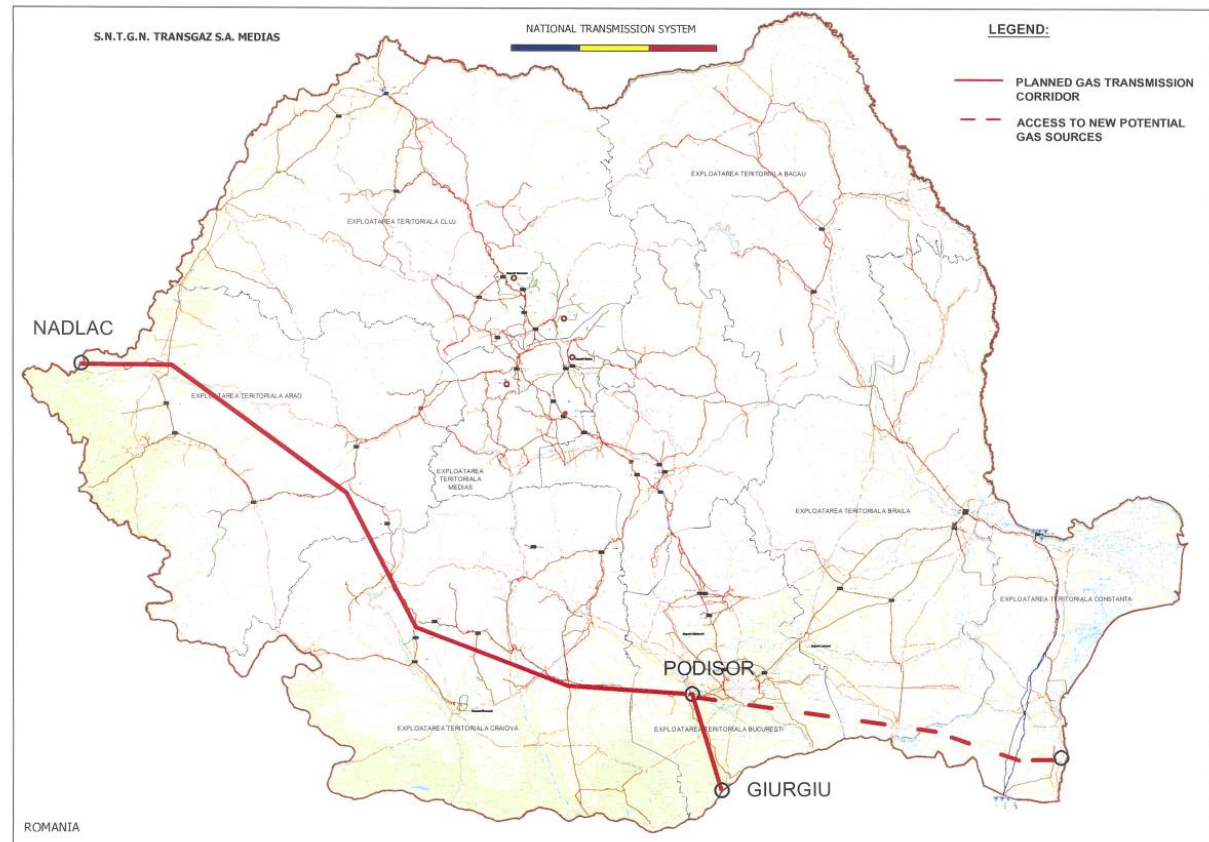 S.N.T.G.N. TRANSGAZ S.A. MEDIAS
NATIONAL TRANSMISSION SYSTEM
LEGEND:
PLANNED GAS TRANSMISSION
CORRIDOR
ACCESS TO NEW POTENTIAL
GAS SOURCES
EXPLOATAREA TERITORIALA BACAU
EXPLOATAREA TERITORIALA CLUJ
NADLAC
EXPLOATAREA TERITORIALA ARAD
EXPLOATAREA
TERITORIALA
MEDIAS
EXPLOATAREA TERITORIALA BRAILA
EXPLOATAREA TERITORIALA CONSTANTA
PODISOR
EXPLOATAREA TERITORIALA CRAIOVA
EXPLOATAREA TERITORIALA BUCURESTI
GIURGIU
ROMANIA